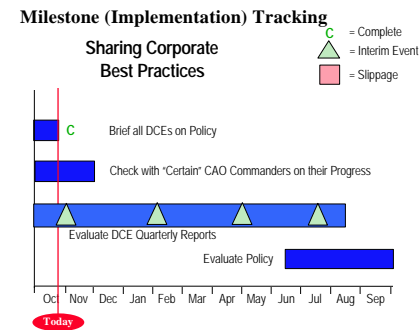 Milestone (Implementation) Tracking
Sharing Corporate
Best Practices
C = Complete
= Interim Event
= Slippage
C Brief all DCEs on Policy
Check with “Certain” CAO Commanders on their Progress
Evaluate DCE Quarterly Reports
Evaluate Policy
Oct Nov Dec Jan Feb Mar Apr May Jun Jul Aug Sep
Today